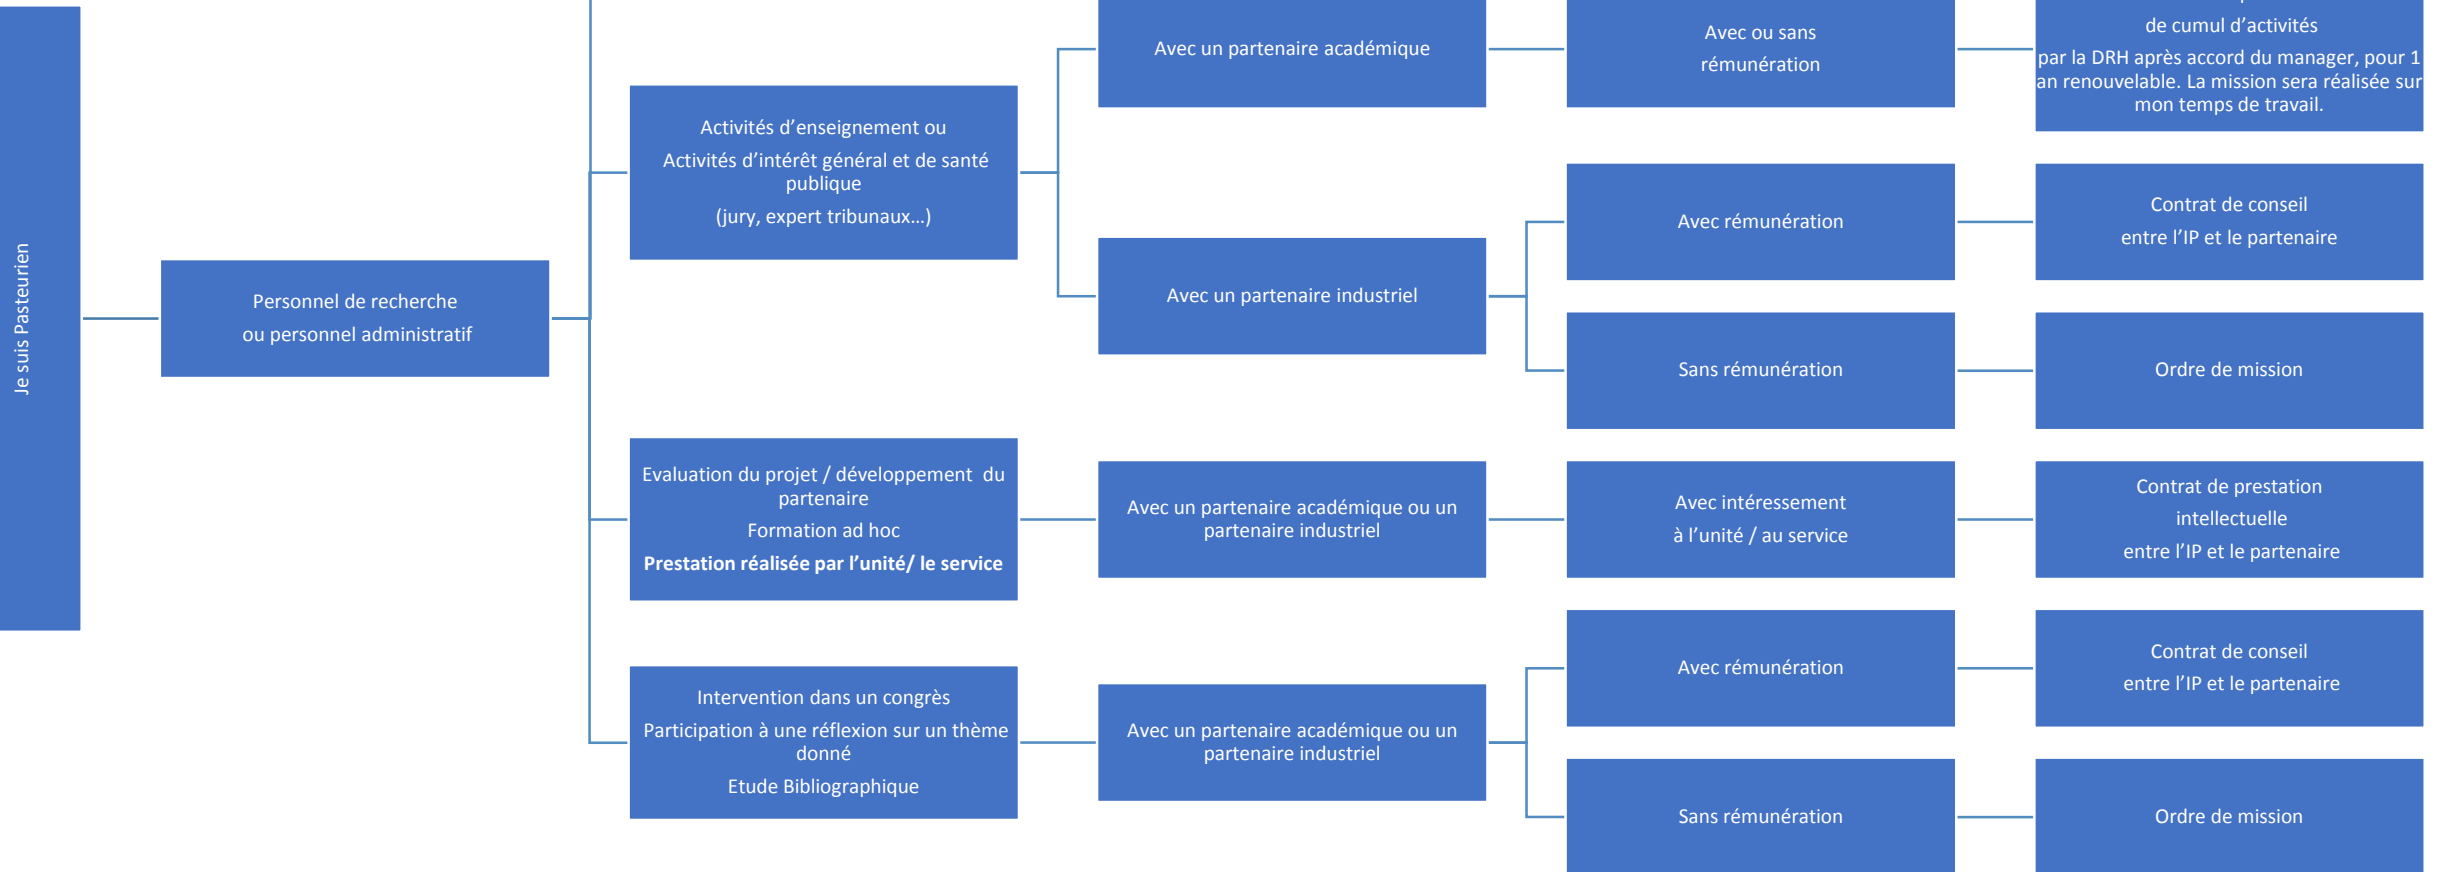 Je suis Pasteurien
Personnel de recherche
ou personnel administratif
Activités d’enseignement ou
Activités d’intérêt général et de santé
publique
(jury, expert tribunaux…)
Avec un partenaire académique
Avec ou sans
rémunération
de cumul d’activités
par la DRH après accord du manager, pour 1
an renouvelable. La mission sera réalisée sur
mon temps de travail.
Avec un partenaire industriel
Avec rémunération
Contrat de conseil
entre l’IP et le partenaire
Sans rémunération
Ordre de mission
Evaluation du projet / développement  du
partenaire
Formation ad hoc
Prestation réalisée par l’unité/ le service
Avec un partenaire académique ou un
partenaire industriel
Avec intéressement
à l’unité / au service
Contrat de prestation
intellectuelle
entre l’IP et le partenaire
Intervention dans un congrès
Participation à une réflexion sur un thème
donné
Etude Bibliographique
Avec un partenaire académique ou un
partenaire industriel
Avec rémunération
Contrat de conseil
entre l’IP et le partenaire
Sans rémunération
Ordre de mission